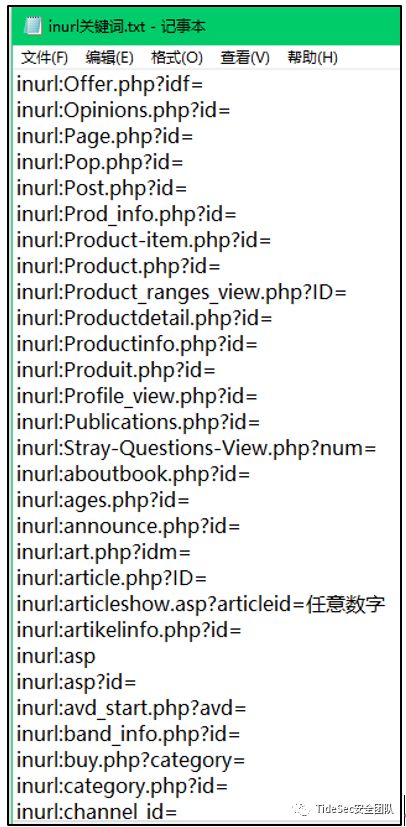 inurl关键词.txt - 记事本
文件(F) 编辑(E) 格式(O) 查看(V) 帮助(H)
inurl:Offer.php?idf=
inurl:Opinions.php?id=
inurl:Page.php?id=
inurl:Pop.php?id=
inurl:Post.php?id=
inurl:Prod_info.php?id=
inurl:Product-item.php?id=
inurl:Product.php?id=
inurl:Product_ranges_view.php?ID=
inurl:Productdetail.php?id=
inurl:Productinfo.php?id=
inurl:Produit.php?id=
inurl:Profile_view.php?id=
inurl:Publications.php?id=
inurl:Stray-Questions-View.php?num=
inurl:aboutbook.php?id=
inurl:ages.php?id=
inurl:announce.php?id=
inurl:art.php?idm=
inurl:article.php?ID=
inurl:articleshow.asp?articleid=任意数字
inurl:artikelinfo.php?id=
inurl:asp
inurl:asp?id=
inurl:avd_start.php?avd=
inurl:band_info.php?id=
inurl:buy.php?category=
inurl:category.php?id=
inurl:channel_id=
TideSec安全团队